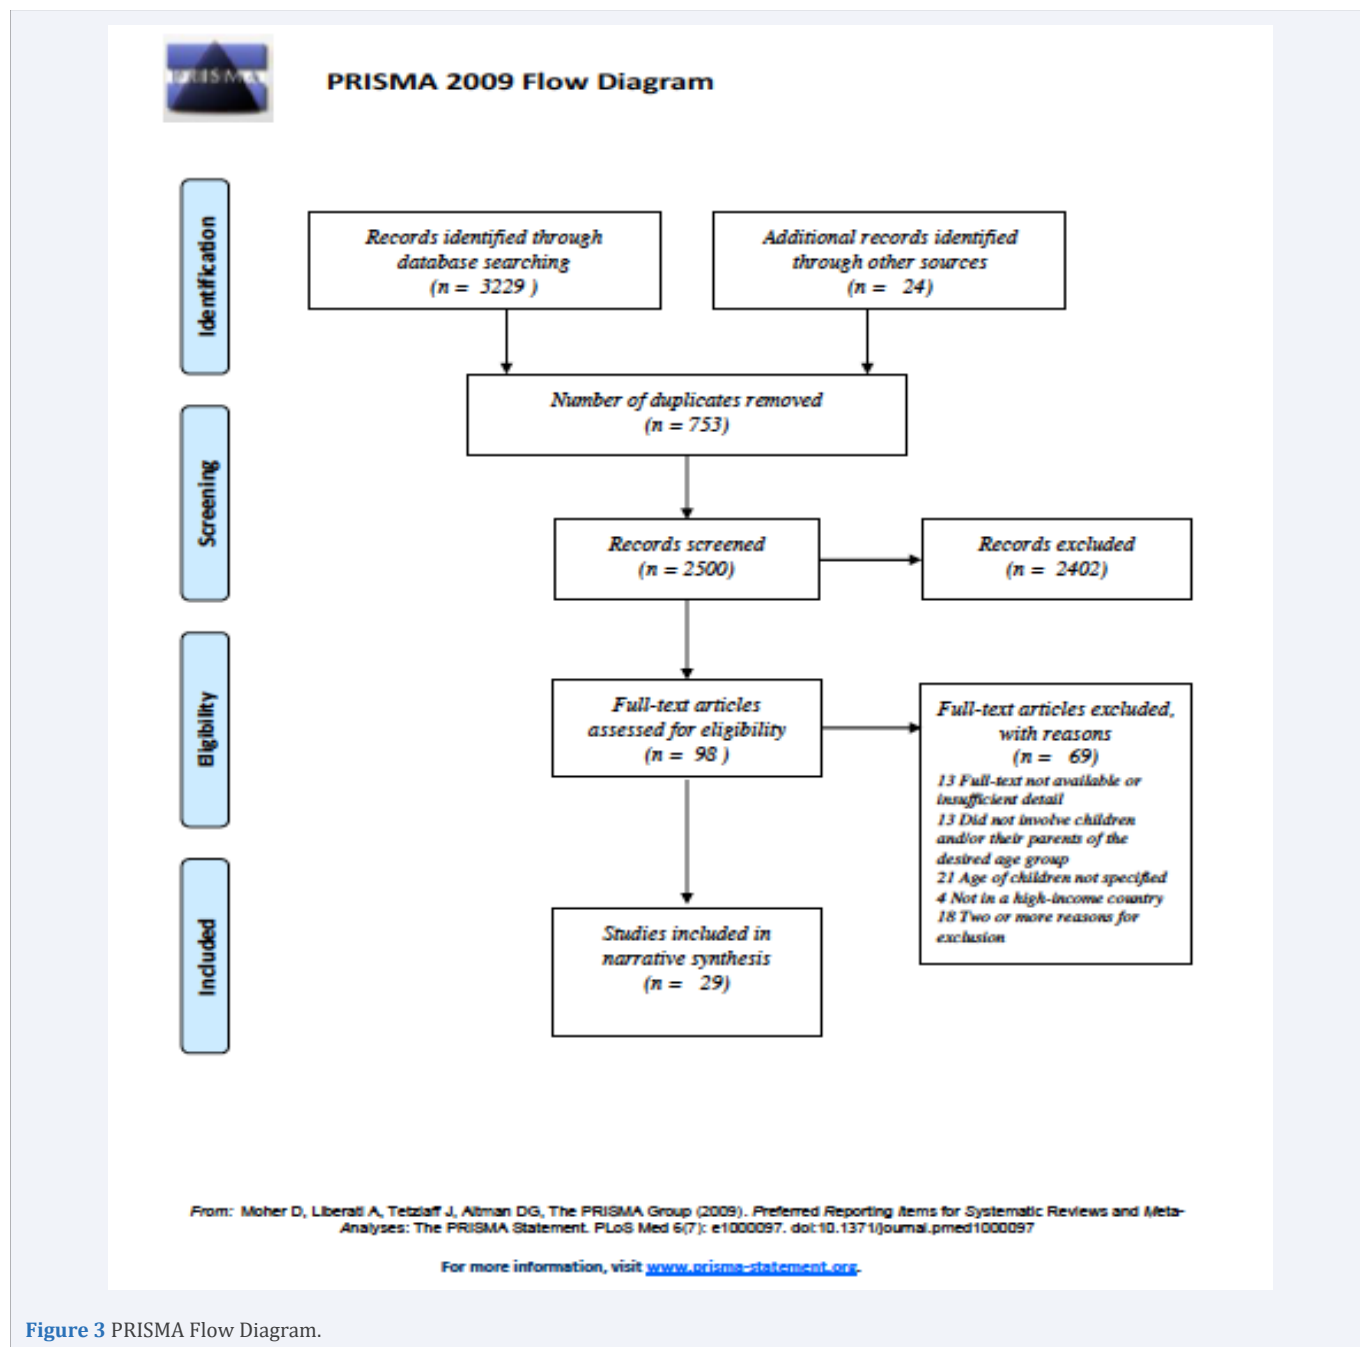 PRISMA
PRISMA 2009 Flow Diagram
Identification
Records identified through
database searching
(n = 3229 )
Additional records identified
through other sources
(n = 24)
Number of duplicates removed
(n = 753)
Screening
Records screened
(n = 2500)
Records excluded
(n = 2402)
Eligibility
Full-text articles
assessed for eligibility
(n = 98 )
Full-text articles excluded,
with reasons
(n = 69)
13 Full-text not available or
insufficient detail
13 Did not involve children
and/or their parents of the
desired age group
21 Age of children not specified
4 Not in a high-income country
18 Two or more reasons for
exclusion
Included
Studies included in
narrative synthesis
(n = 29)
From: Moher D, Liberati A, Tetzlaff J, Altman DG, The PRISMA Group (2009). Preferred Reporting Items for Systematic Reviews and Meta-
Analyses: The PRISMA Statement. PLoS Med 6(7): e1000097. doi:10.1371/journal.pmed1000097
For more information, visit www.prisma-statement.org.
Figure 3 PRISMA Flow Diagram.